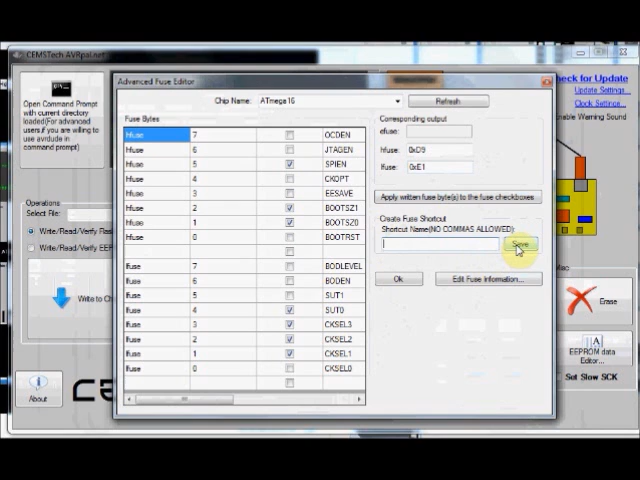 CEMSTech AVRpal.net
Open Command Prompt
with current directory
loaded(For advanced
users,if you are willing to
use avrdude in
command prompt)
Operations
Select File:
Write/Read/Verify Flash
Write/Read/Verify EEP
Write to Ch
About
Advanced Fuse Editor
Chip Name: ATmega16 Refresh
Fuse Bytes
hfuse 7 OCDEN
hfuse 6 JTAGEN
hfuse 5 SPIEN
hfuse 4 CKOPT
hfuse 3 EESAVE
hfuse 2 BOOTSZ1
hfuse 1 BOOTSZ0
hfuse 0 BOOTRST
lfuse 7 BODLEVEL
lfuse 6 BODEN
lfuse 5 SUT1
lfuse 4 SUT0
lfuse 3 CKSEL3
lfuse 2 CKSEL2
lfuse 1 CKSEL1
lfuse 0 CKSEL0
Corresponding output
efuse:
hfuse: 0xD9
lfuse: 0xE1
Apply written fuse byte(s) to the fuse checkboxes
Create Fuse Shortcut
Shortcut Name(NO COMMAS ALLOWED):
Save
Ok Edit Fuse Information...
heck for Update
Update Settings...
Clock Settings...
nable Warning Sound
Erase
EEPROM data
Editor...
Set Slow SCK